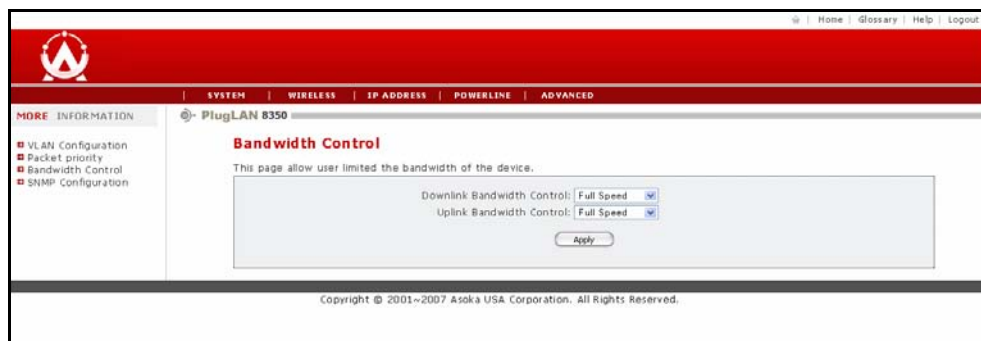 Home | Glossary | Help | Logout
| SYSTEM | WIRELESS | IP ADDRESS | POWERLINE | ADVANCED
MORE INFORMATION
VLAN Configuration
Packet priority
Bandwidth Control
SNMP Configuration
PlugLAN 8350
Bandwidth Control
This page allow user limited the bandwidth of the device.
Downlink Bandwidth Control: Full Speed
Uplink Bandwidth Control: Full Speed
Apply
Copyright © 2001~2007 Asoka USA Corporation. All Rights Reserved.